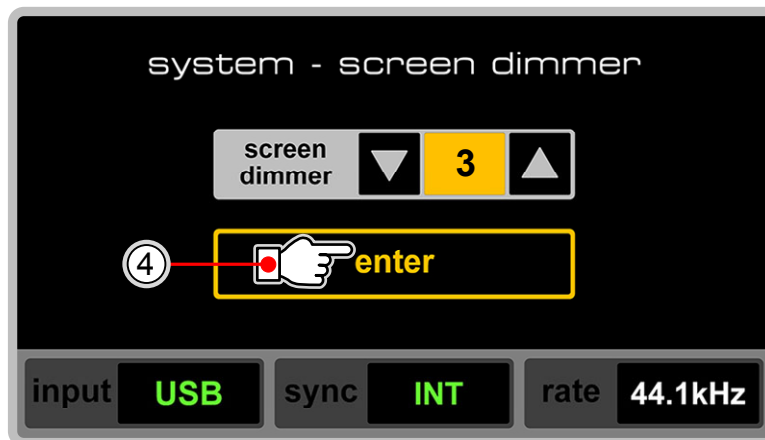 system - screen dimmer
screen
dimmer
3
4
enter
input USB sync INT rate 44.1kHz